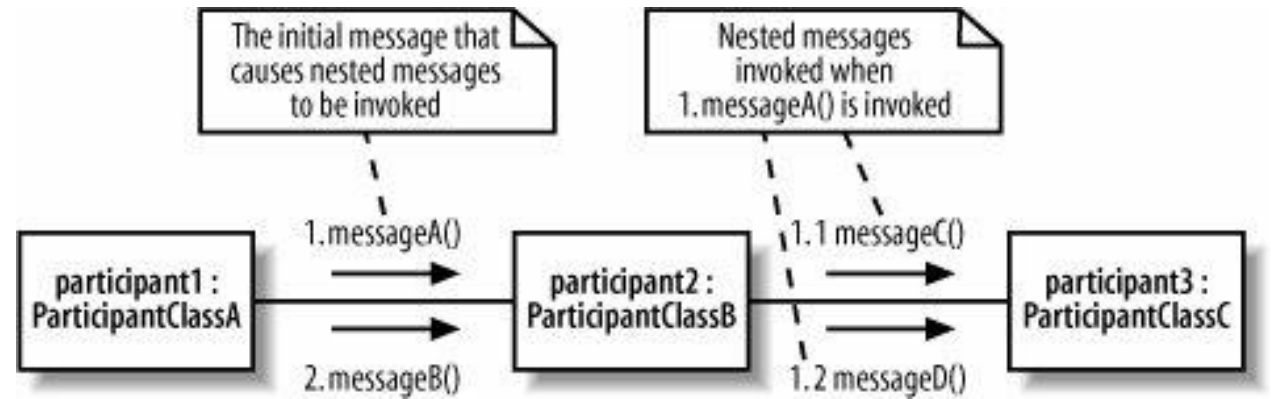 The initial message that
causes nested messages
to be invoked
Nested messages
invoked when
1.messageA() is invoked
1.messageA()
1.1 messageC()
participant1 :
ParticipantClassA
participant2 :
ParticipantClassB
participant3 :
ParticipantClassC
2.messageB()
1.2 messageD()